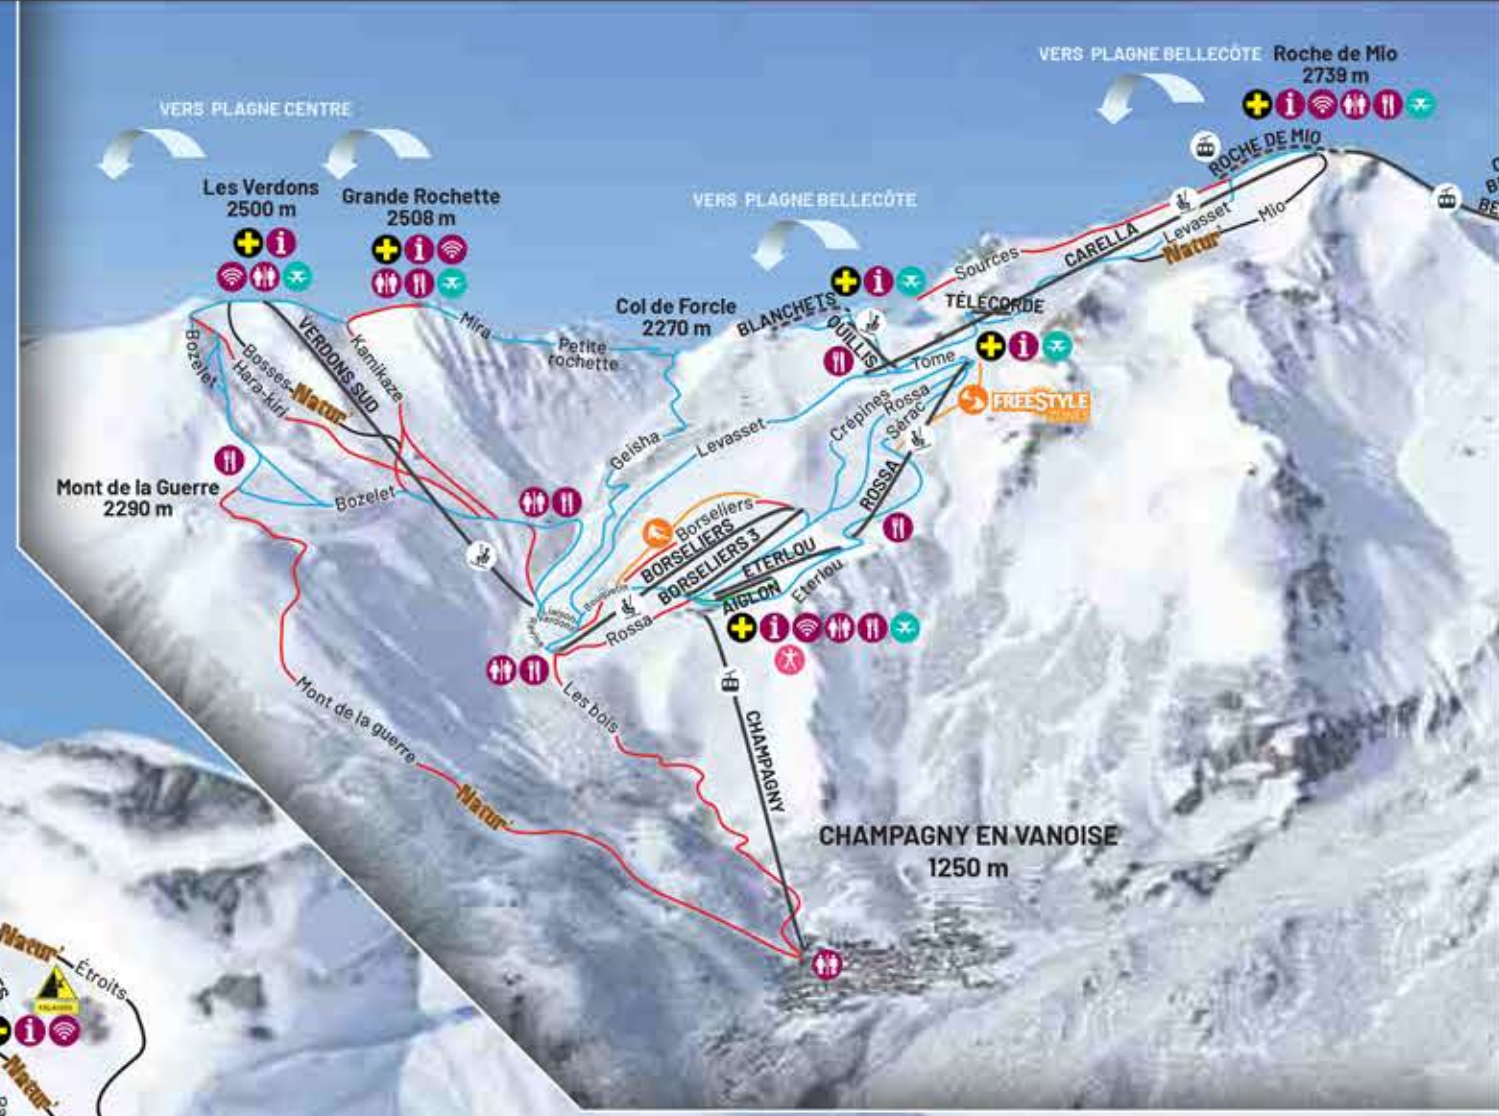 VERS PLAGNE BELLECÔTE
Roche de Mio
2739 m
VERS PLAGNE CENTRE
ROCHE DE MIO
Les Verdons
2500 m
Grande Rochette
2508 m
VERS PLAGNE BELLECÔTE
Levasset
Mio
Natur'
CARELLA
Sources
TÉLÉCORDE
Col de Forcle
2270 m
BLANCHETS
QUILLIS
Mira
Petite
rochette
Kamikaze
VERDONS SUD
Bozelet
Bosses
Hara-kiri
Natur'
Tome
Crépines
Rossa
Sérac
FREESTYLE
Levasset
Geisha
ROSSA
Mont de la Guerre
2290 m
Bozelet
Borseliers
BORSELIERS
BORSELIERS 3
ETERLOU
AIGLON
Eterlou
Rossa
Les bois
Mont de la guerre
Natur'
CHAMPAGNY
CHAMPAGNY EN VANOISE
1250 m
Natur'
Étroits
Natur'